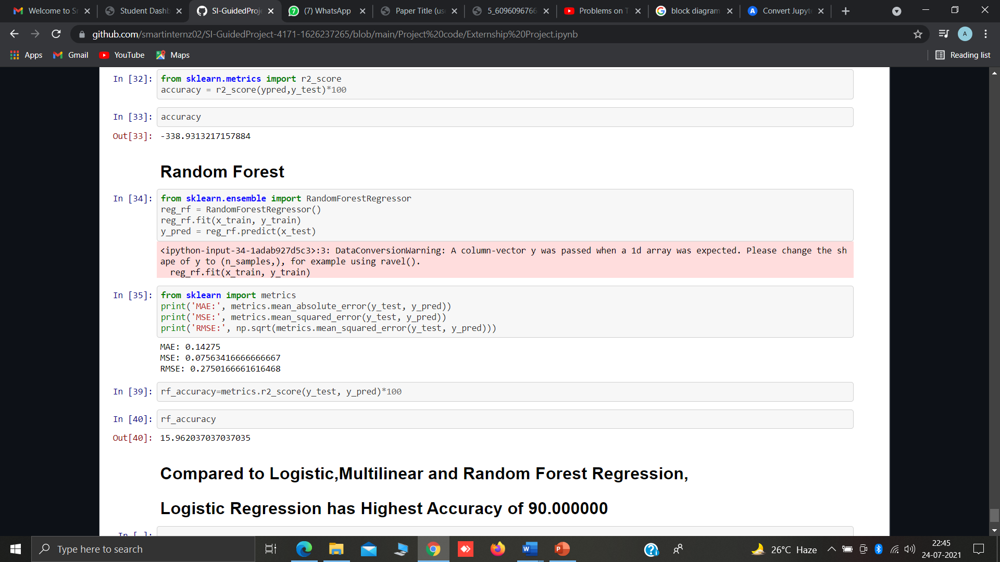 Welcome to Sr
Student Dashb
SI-GuidedProje
(7) WhatsApp
Paper Title (us
5_6096096766
Problems on T
block diagram
Convert Jupyt
github.com/smartinternz02/SI-GuidedProject-4171-1626237265/blob/main/Project%20code/Externship%20Project.ipynb
A
Apps
Gmail
YouTube
Maps
Reading list
In [32]: from sklearn.metrics import r2_score
accuracy = r2_score(ypred,y_test)*100
In [33]: accuracy
Out[33]: -338.9313217157884
Random Forest
In [34]: from sklearn.ensemble import RandomForestRegressor
reg_rf = RandomForestRegressor()
reg_rf.fit(x_train, y_train)
y_pred = reg_rf.predict(x_test)
<ipython-input-34-1adab927d5c3>:3: DataConversionWarning: A column-vector y was passed when a 1d array was expected. Please change the sh
ape of y to (n_samples,), for example using ravel().
reg_rf.fit(x_train, y_train)
In [35]: from sklearn import metrics
print('MAE:', metrics.mean_absolute_error(y_test, y_pred))
print('MSE:', metrics.mean_squared_error(y_test, y_pred))
print('RMSE:', np.sqrt(metrics.mean_squared_error(y_test, y_pred)))
MAE: 0.14275
MSE: 0.07563416666666667
RMSE: 0.2750166661616468
In [39]: rf_accuracy=metrics.r2_score(y_test, y_pred)*100
In [40]: rf_accuracy
Out[40]: 15.962037037037035
Compared to Logistic,Multilinear and Random Forest Regression,
Logistic Regression has Highest Accuracy of 90.000000
In [ ]:
Type here to search
26°C Haze
22:45
24-07-2021